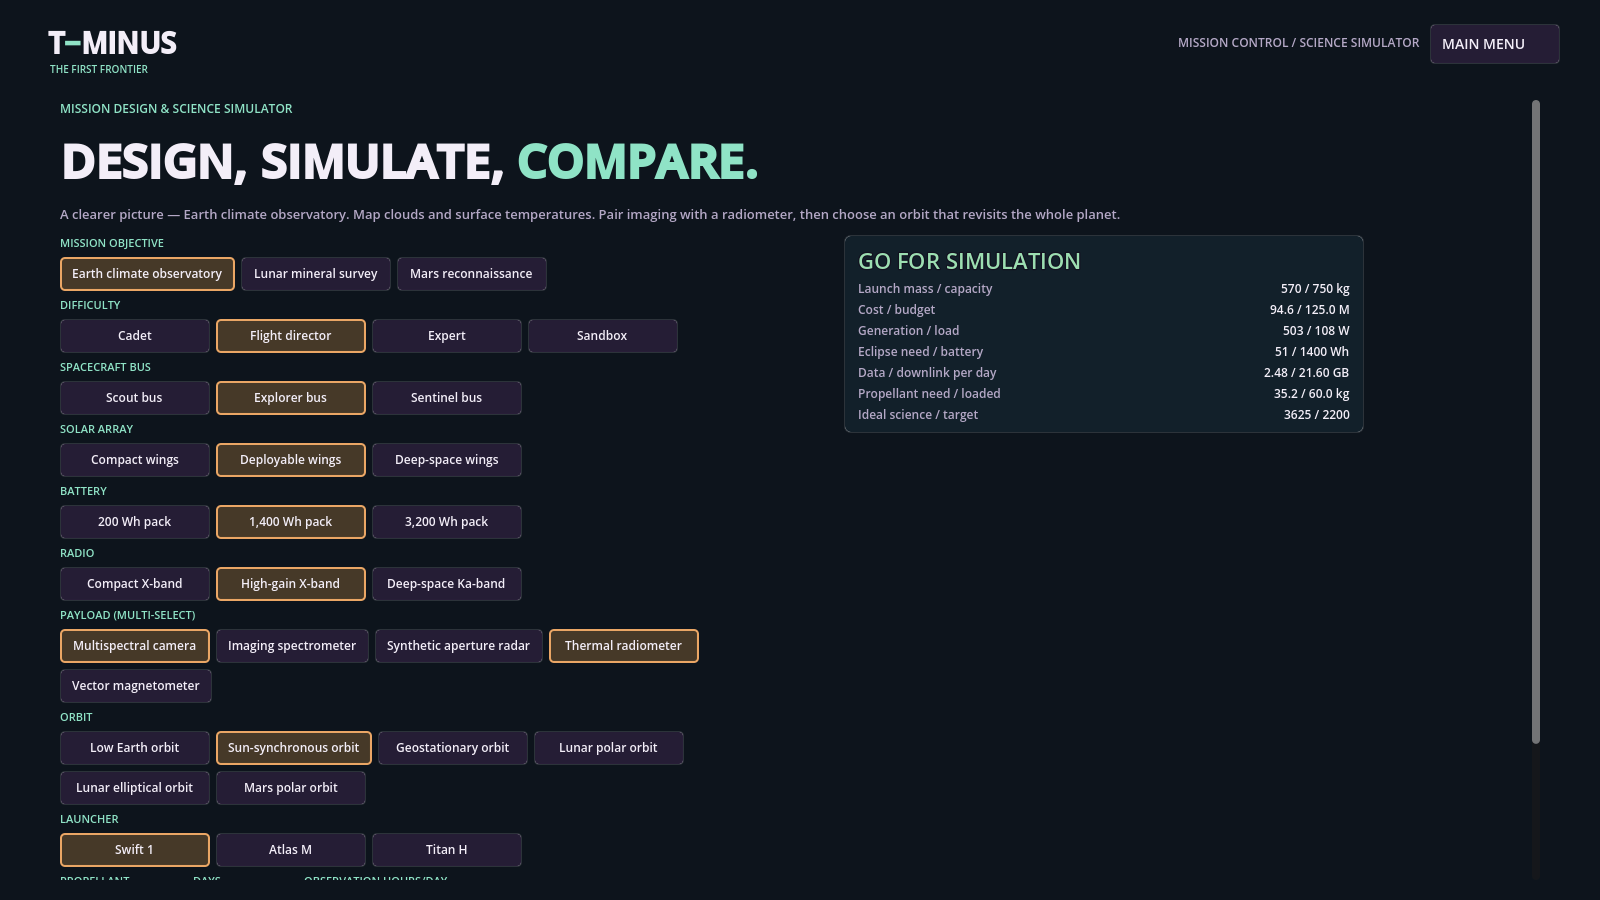 T–MINUS
THE FIRST FRONTIER
MISSION CONTROL / SCIENCE SIMULATOR
MAIN MENU
MISSION DESIGN & SCIENCE SIMULATOR
DESIGN, SIMULATE, COMPARE.
A clearer picture — Earth climate observatory. Map clouds and surface temperatures. Pair imaging with a radiometer, then choose an orbit that revisits the whole planet.
MISSION OBJECTIVE
Earth climate observatory Lunar mineral survey Mars reconnaissance
DIFFICULTY
Cadet Flight director Expert Sandbox
SPACECRAFT BUS
Scout bus Explorer bus Sentinel bus
SOLAR ARRAY
Compact wings Deployable wings Deep-space wings
BATTERY
200 Wh pack 1,400 Wh pack 3,200 Wh pack
RADIO
Compact X-band High-gain X-band Deep-space Ka-band
PAYLOAD (MULTI-SELECT)
Multispectral camera Imaging spectrometer Synthetic aperture radar Thermal radiometer
Vector magnetometer
ORBIT
Low Earth orbit Sun-synchronous orbit Geostationary orbit Lunar polar orbit
Lunar elliptical orbit Mars polar orbit
LAUNCHER
Swift 1 Atlas M Titan H
PROPELLANT DAYS OBSERVATION HOURS/DAY
GO FOR SIMULATION
Launch mass / capacity 570 / 750 kg
Cost / budget 94.6 / 125.0 M
Generation / load 503 / 108 W
Eclipse need / battery 51 / 1400 Wh
Data / downlink per day 2.48 / 21.60 GB
Propellant need / loaded 35.2 / 60.0 kg
Ideal science / target 3625 / 2200